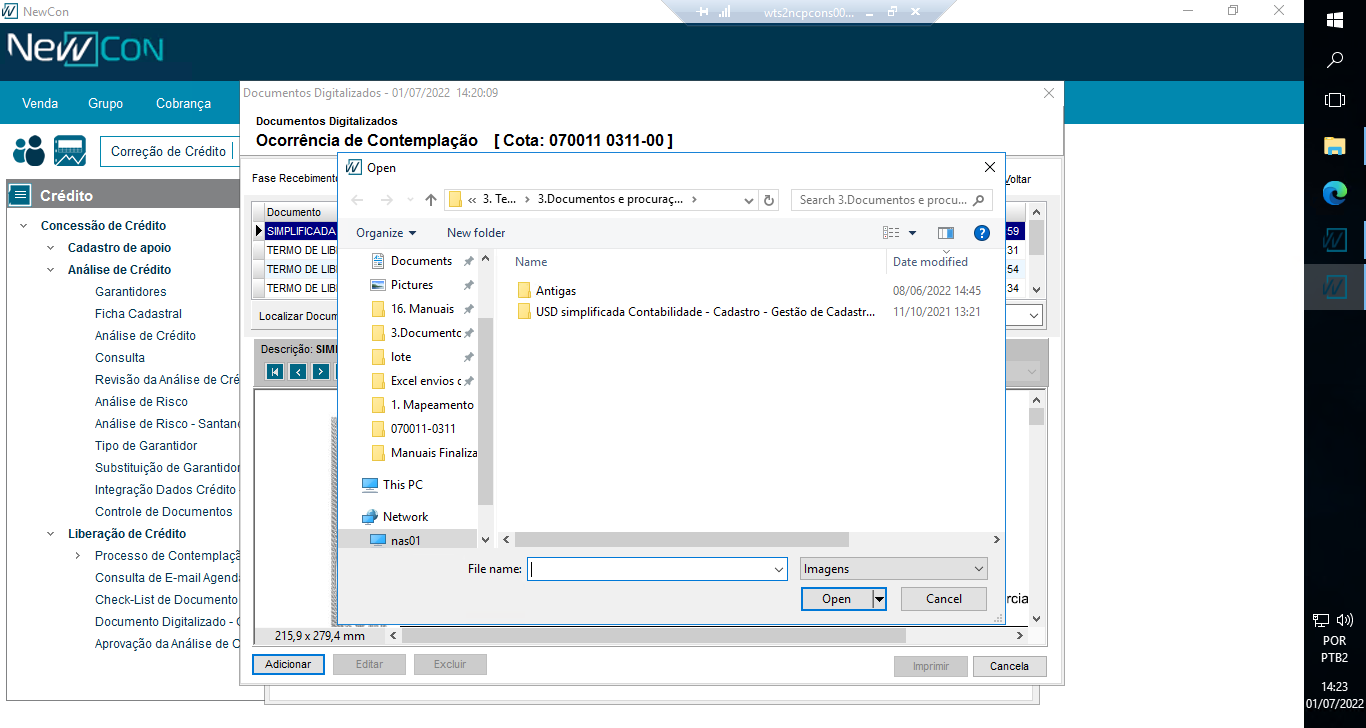 NewCon
wts2ncpcons00...
NewCon
Venda Grupo Cobrança
Correção de Crédito
Crédito
Concessão de Crédito
Cadastro de apoio
Análise de Crédito
Garantidores
Ficha Cadastral
Análise de Crédito
Consulta
Revisão da Análise de Cré
Análise de Risco
Análise de Risco - Santand
Tipo de Garantidor
Substituição de Garantidor
Integração Dados Crédito -
Controle de Documentos
Liberação de Crédito
Processo de Contemplaçã
Consulta de E-mail Agenda
Check-List de Documento
Documento Digitalizado - C
Aprovação da Análise de C
Documentos Digitalizados - 01/07/2022 14:20:09
Documentos Digitalizados
Ocorrência de Contemplação [ Cota: 070011 0311-00 ]
Fase Recebimento
Voltar
Documento
SIMPLIFICADA
59
TERMO DE LIBI
31
TERMO DE LIBI
54
TERMO DE LIBI
34
Localizar Docum
Descrição: SIMI
Open
« 3. Te... › 3.Documentos e procuraç... ›
Search 3.Documentos e procu...
Organize New folder
Documents
Pictures
16. Manuais
3.Documentc
lote
Excel envios c
1. Mapeamento
070011-0311
Manuais Finaliza
This PC
Network
nas01
Name Date modified
Antigas 08/06/2022 14:45
USD simplificada Contabilidade - Cadastro - Gestão de Cadastr... 11/10/2021 13:21
File name:
Imagens
Open Cancel
rcia
215,9 x 279,4 mm
Adicionar Editar Excluir Imprimir Cancela
POR
PTB2
14:23
01/07/2022